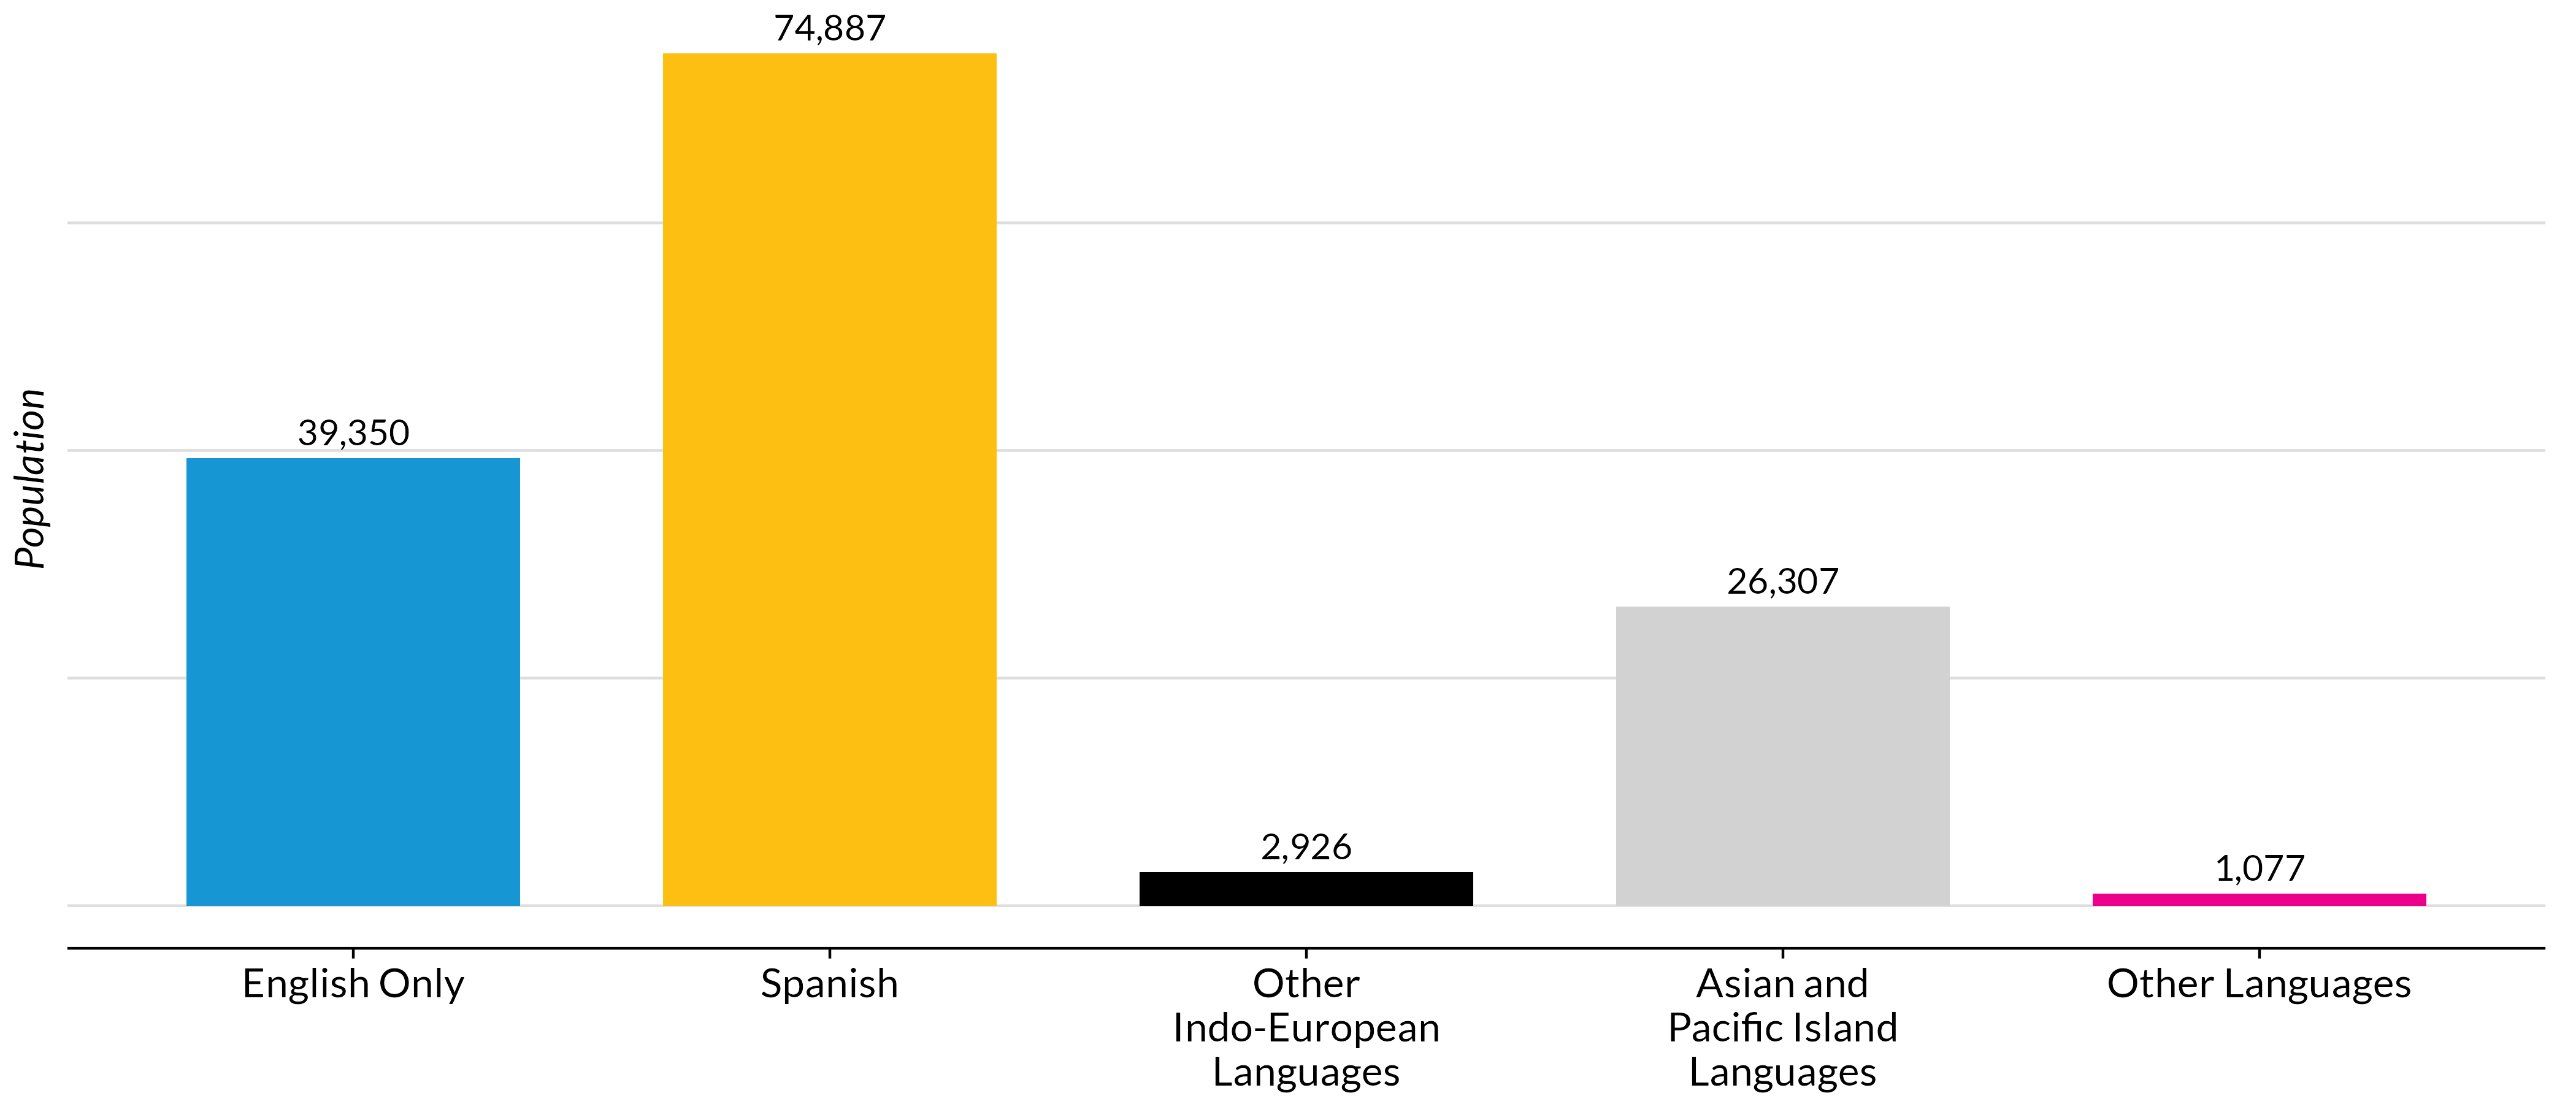 74,887
39,350
26,307
2,926
1,077
Population
English Only
Spanish
Other
Indo-European
Languages
Asian and
Pacific Island
Languages
Other Languages